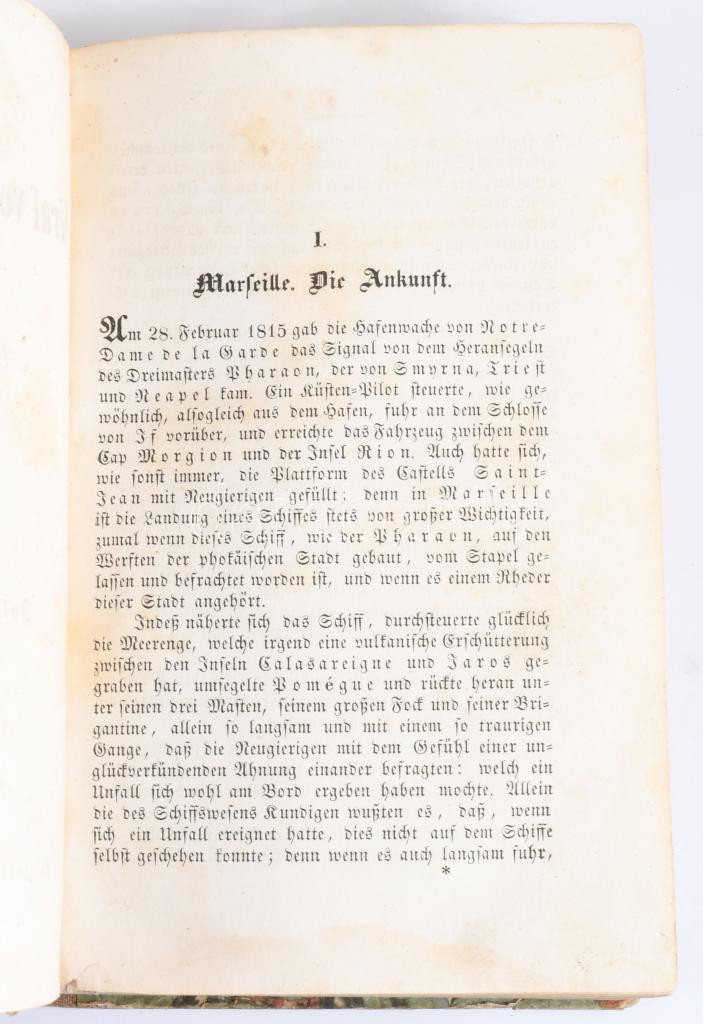 I.
Marſeille. Die Ankunft.
Am 28. Februar 1815 gab die Hafenwache von Notre-
Dame de la Garde das Signal von dem Heranſegeln
des Dreimaſters Pharaon, der von Smyrna, Trieſt
und Neapel kam. Ein Küſten-Pilot ſteuerte, wie ge-
wöhnlich, alſogleich aus dem Hafen, fuhr an dem Schloſſe
von If vorüber, und erreichte das Fahrzeug zwiſchen dem
Cap Morgion und der Inſel Rion. Auch hatte ſich,
wie ſonſt immer, die Plattform des Caſtells Saint-
Jean mit Neugierigen gefüllt; denn in Marſeille
iſt die Landung eines Schiffes ſtets von großer Wichtigkeit,
zumal wenn dieſes Schiff, wie der Pharaon, auf den
Werften der phokäiſchen Stadt gebaut, vom Stapel ge-
laſſen und befrachtet worden iſt, und wenn es einem Rheder
dieſer Stadt angehört.
Indeß näherte ſich das Schiff, durchſteuerte glücklich
die Meerenge, welche irgend eine vulkaniſche Erſchütterung
zwiſchen den Inſeln Calasareigne und Jaros ge-
graben hat, umſegelte Pomégue und rückte heran un-
ter ſeinen drei Maſten, ſeinem großen Fock und ſeiner Bri-
gantine, allein ſo langſam und mit einem ſo traurigen
Gange, daß die Neugierigen mit dem Gefühl einer un-
glückverkündenden Ahnung einander befragten: welch ein
Unfall ſich wohl am Bord ergeben haben mochte. Allein
die des Schiffsweſens Kundigen wußten es, daß, wenn
ſich ein Unfall ereignet hatte, dies nicht auf dem Schiffe
ſelbſt geſchehen konnte; denn wenn es auch langſam fuhr,
*